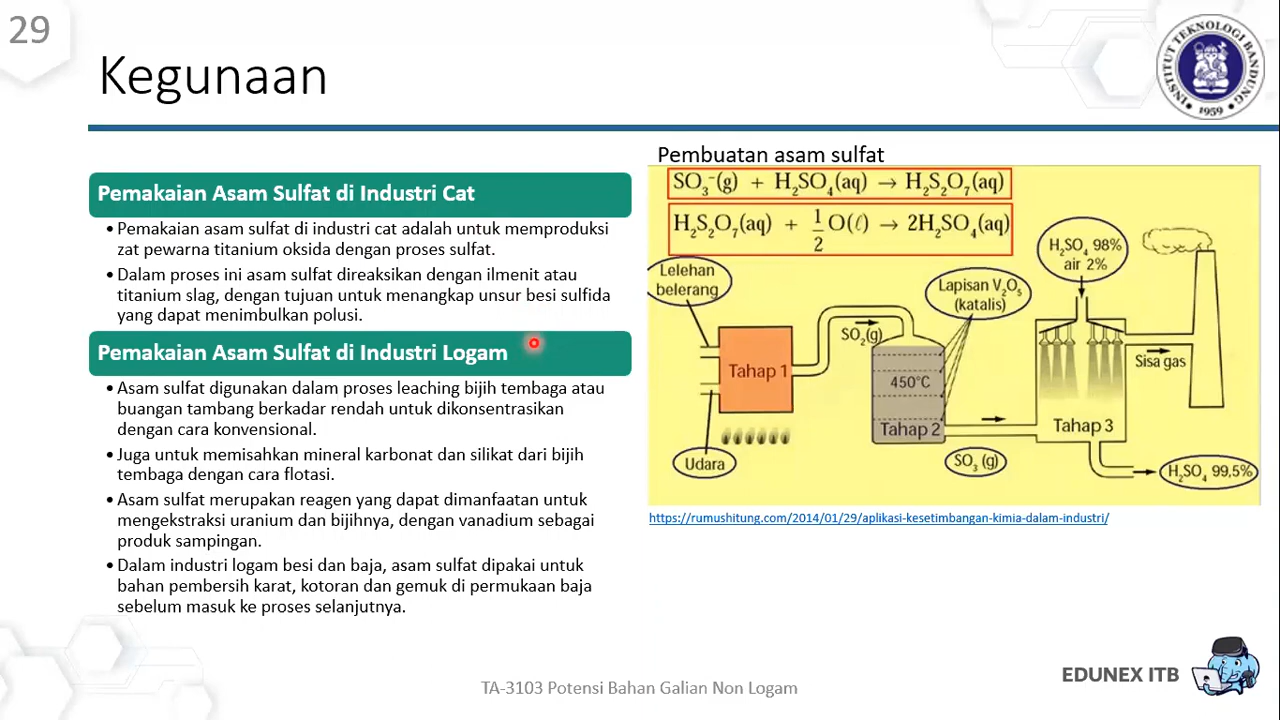 29
Kegunaan
INSTITUT TEKNOLOGI BANDUNG
1959
Pemakaian Asam Sulfat di Industri Cat
• Pemakaian asam sulfat di industri cat adalah untuk memproduksi
zat pewarna titanium oksida dengan proses sulfat.
• Dalam proses ini asam sulfat direaksikan dengan ilmenit atau
titanium slag, dengan tujuan untuk menangkap unsur besi sulfida
yang dapat menimbulkan polusi.
Pemakaian Asam Sulfat di Industri Logam
• Asam sulfat digunakan dalam proses leaching bijih tembaga atau
buangan tambang berkadar rendah untuk dikonsentrasikan
dengan cara konvensional.
• Juga untuk memisahkan mineral karbonat dan silikat dari bijih
tembaga dengan cara flotasi.
• Asam sulfat merupakan reagen yang dapat dimanfaatan untuk
mengekstraksi uranium dan bijihnya, dengan vanadium sebagai
produk sampingan.
• Dalam industri logam besi dan baja, asam sulfat dipakai untuk
bahan pembersih karat, kotoran dan gemuk di permukaan baja
sebelum masuk ke proses selanjutnya.
Pembuatan asam sulfat
SO₃⁻(g) + H₂SO₄(aq) → H₂S₂O₇(aq)
H₂S₂O₇(aq) + 1/2 O(ℓ) → 2H₂SO₄(aq)
Lelehan
belerang
Udara
Tahap 1
SO₂(g)
Lapisan V₂O₅
(katalis)
450°C
Tahap 2
SO₃ (g)
H₂SO₄ 98%
air 2%
Tahap 3
Sisa gas
H₂SO₄ 99,5%
https://rumushitung.com/2014/01/29/aplikasi-kesetimbangan-kimia-dalam-industri/
TA-3103 Potensi Bahan Galian Non Logam
EDUNEX ITB